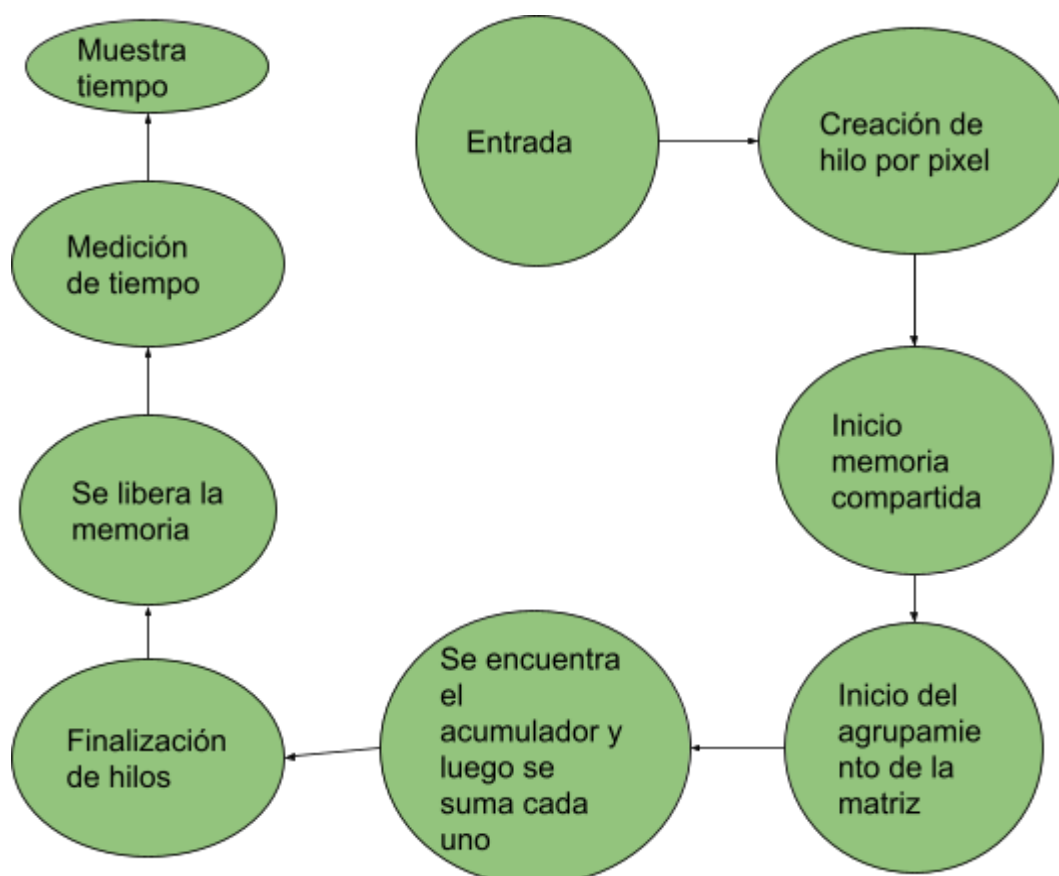 Entrada
Creación de
hilo por pixel
Inicio
memoria
compartida
Inicio del
agrupamie
nto de la
matriz
Se encuentra
el
acumulador y
luego se
suma cada
uno
Finalización
de hilos
Se libera la
memoria
Medición
de tiempo
Muestra
tiempo